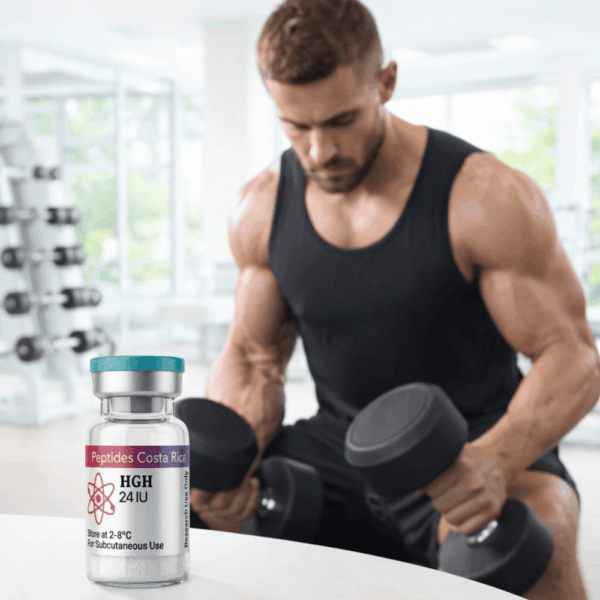 Peptides Costa Rica
HGH
24 IU
Store at 2-8°C
For Subcutaneous Use
Research Use Only